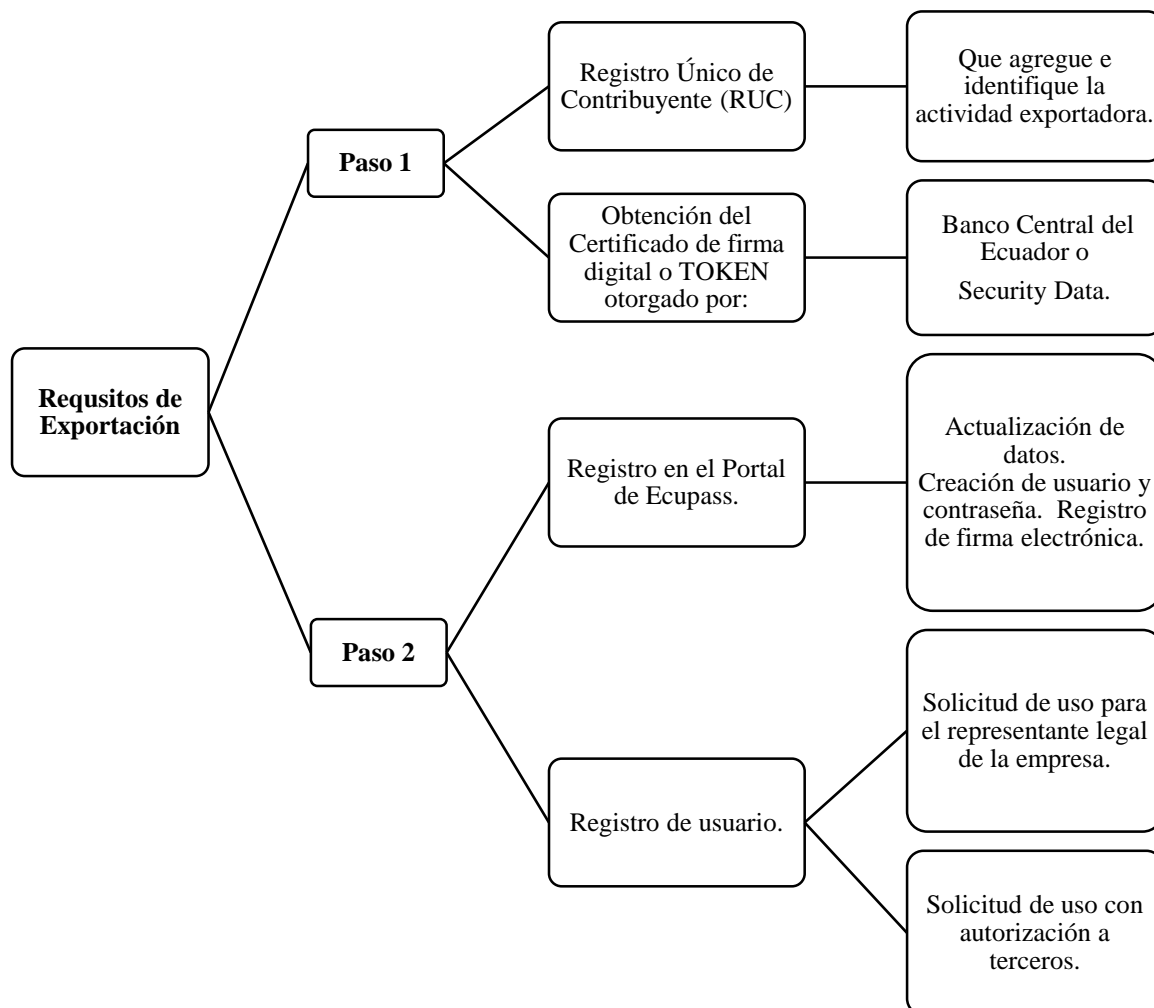 Requsitos de
Exportación
Paso 1
Registro Único de
Contribuyente (RUC)
Que agregue e
identifique la
actividad exportadora.
Obtención del
Certificado de firma
digital o TOKEN
otorgado por:
Banco Central del
Ecuador o
Security Data.
Paso 2
Registro en el Portal
de Ecupass.
Actualización de
datos.
Creación de usuario y
contraseña.  Registro
de firma electrónica.
Registro de usuario.
Solicitud de uso para
el representante legal
de la empresa.
Solicitud de uso con
autorización a
terceros.